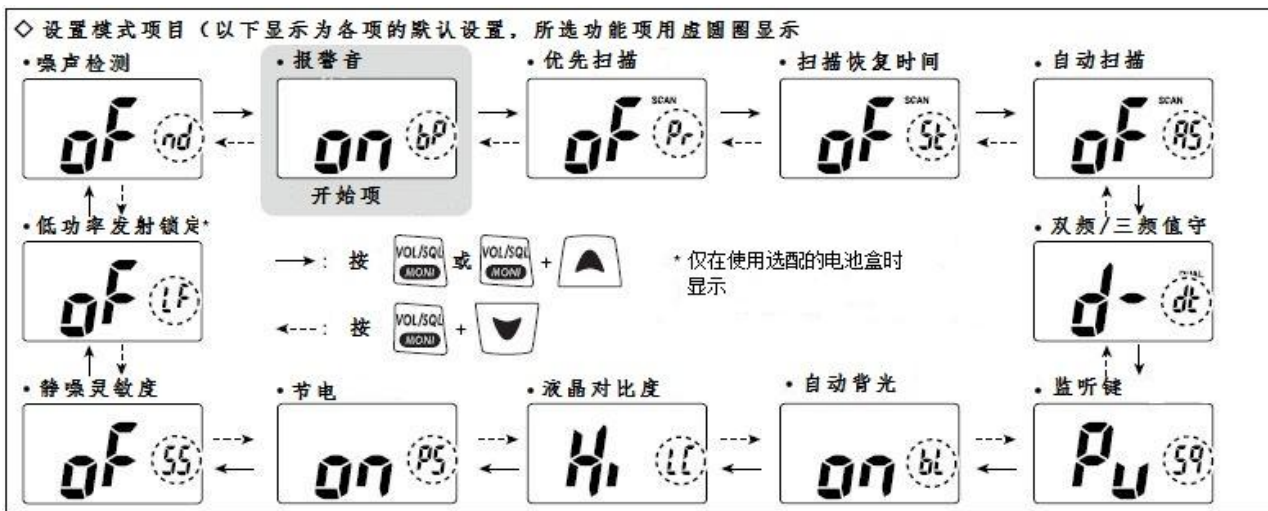 ◇ 设置模式项目（以下显示为各项的默认设置，所选功能项用虚圆圈显示
•噪声检测 •报警音 •优先扫描 •扫描恢复时间 •自动扫描
oF nd on bP oF SCAN Pr oF SCAN St oF SCAN AS
开始项
•低功率发射锁定* •双频/三频值守
oF LF d- DUAL dt
——▶: 按 VOL/SQL MONI 或 VOL/SQL MONI + ▲
*仅在使用选配的电池盒时
显示
◀---: 按 VOL/SQL MONI + ▼
•静噪灵敏度 •节电 •液晶对比度 •自动背光 •监听键
oF SS on PS Hi LC on bL Pu S9